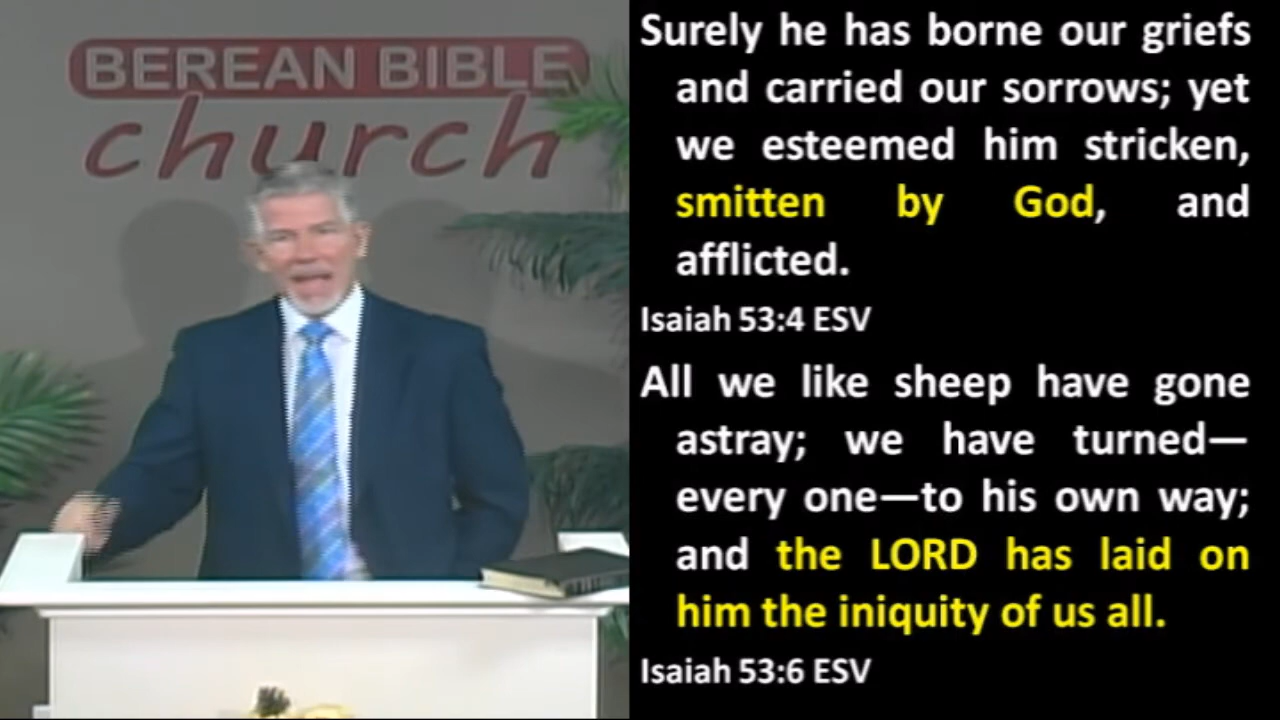 BEREAN BIBLE
church
Surely he has borne our griefs
and carried our sorrows; yet
we esteemed him stricken,
smitten by God, and
afflicted.
Isaiah 53:4 ESV
All we like sheep have gone
astray; we have turned—
every one—to his own way;
and the LORD has laid on
him the iniquity of us all.
Isaiah 53:6 ESV